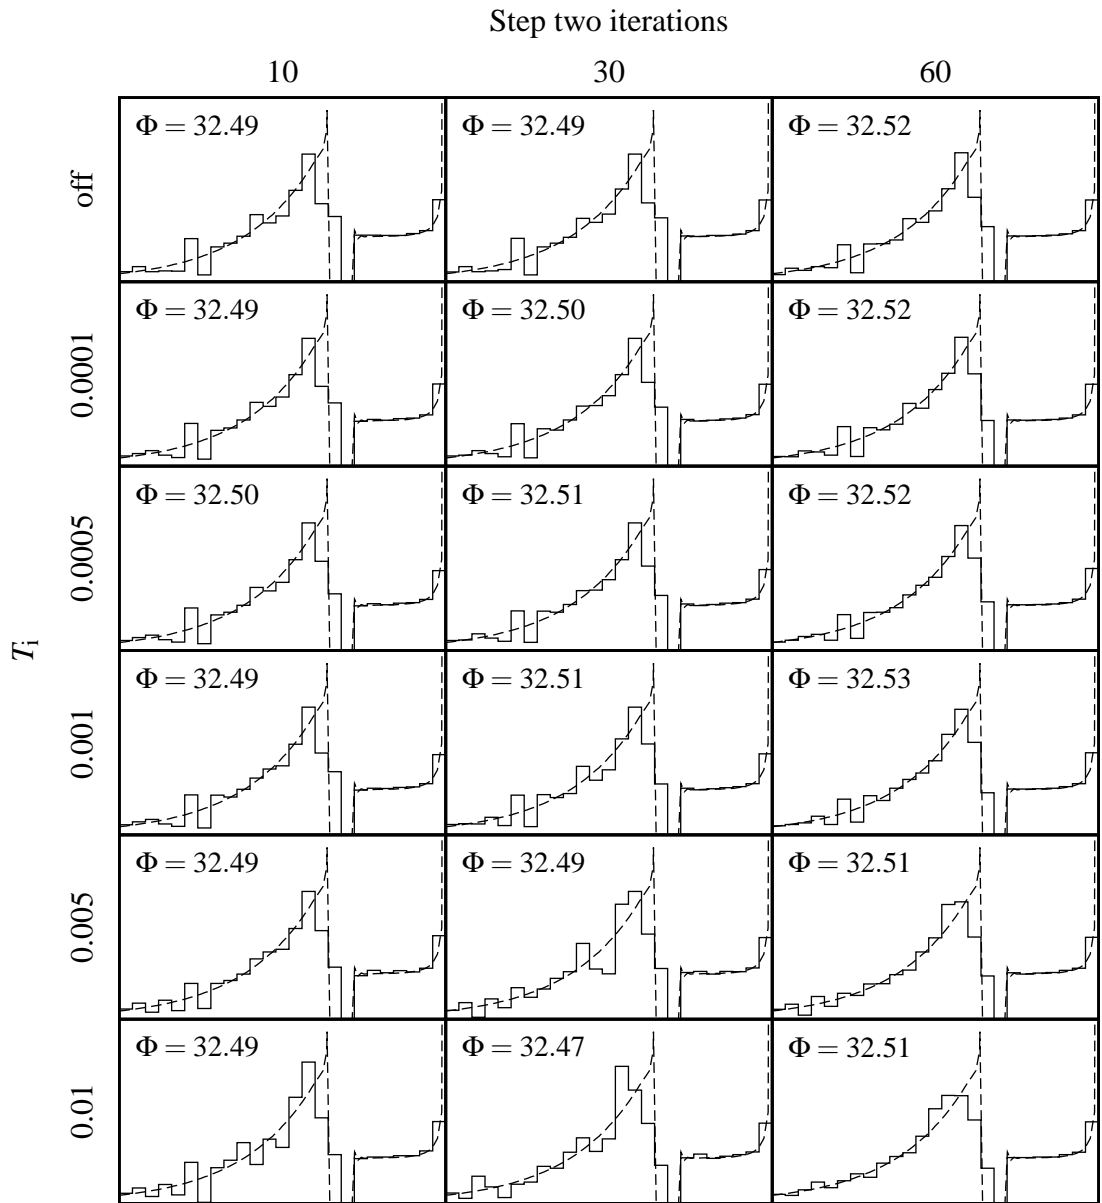 Step two iterations
10 30 60
off Φ = 32.49 Φ = 32.49 Φ = 32.52
0.0001 Φ = 32.49 Φ = 32.50 Φ = 32.52
0.0005 Φ = 32.50 Φ = 32.51 Φ = 32.52
Ti
0.001 Φ = 32.49 Φ = 32.51 Φ = 32.53
0.005 Φ = 32.49 Φ = 32.49 Φ = 32.51
0.01 Φ = 32.49 Φ = 32.47 Φ = 32.51